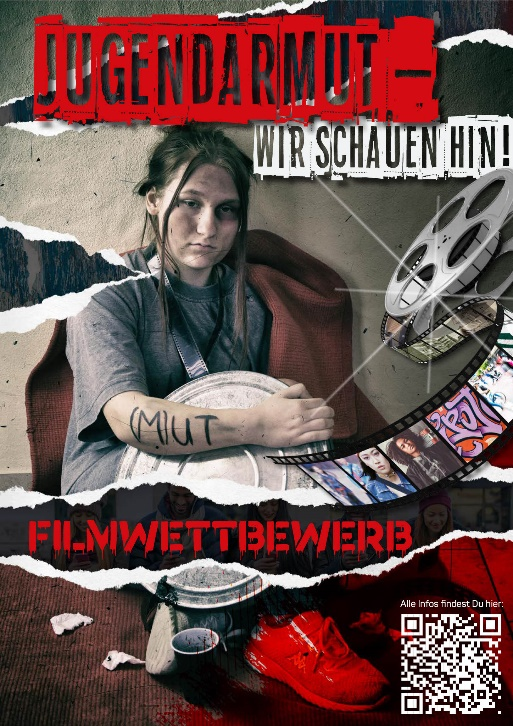 JUGENDARMUT –
WIR SCHAUEN HIN!
(M)UT
FILMWETTBEWERB
Alle Infos findest Du hier: